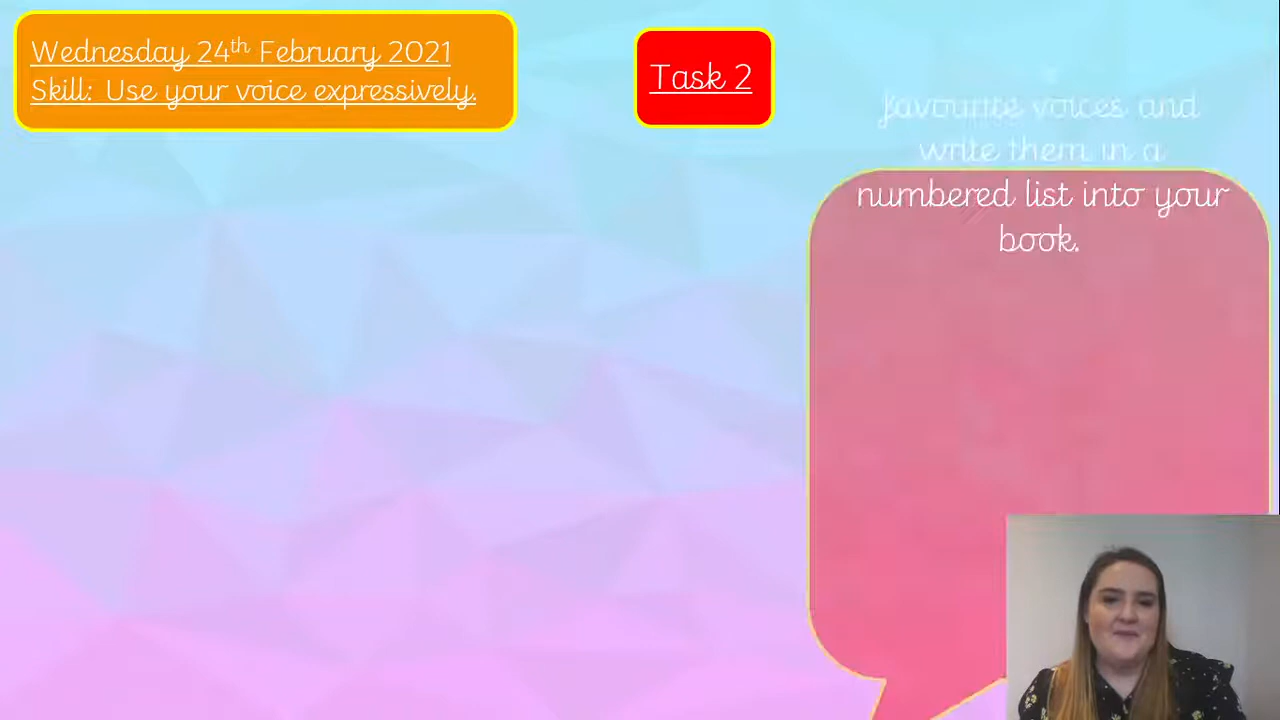 Wednesday 24th February 2021
Skill: Use your voice expressively.
Task 2
favourite voices and
write them in a
numbered list into your
book.